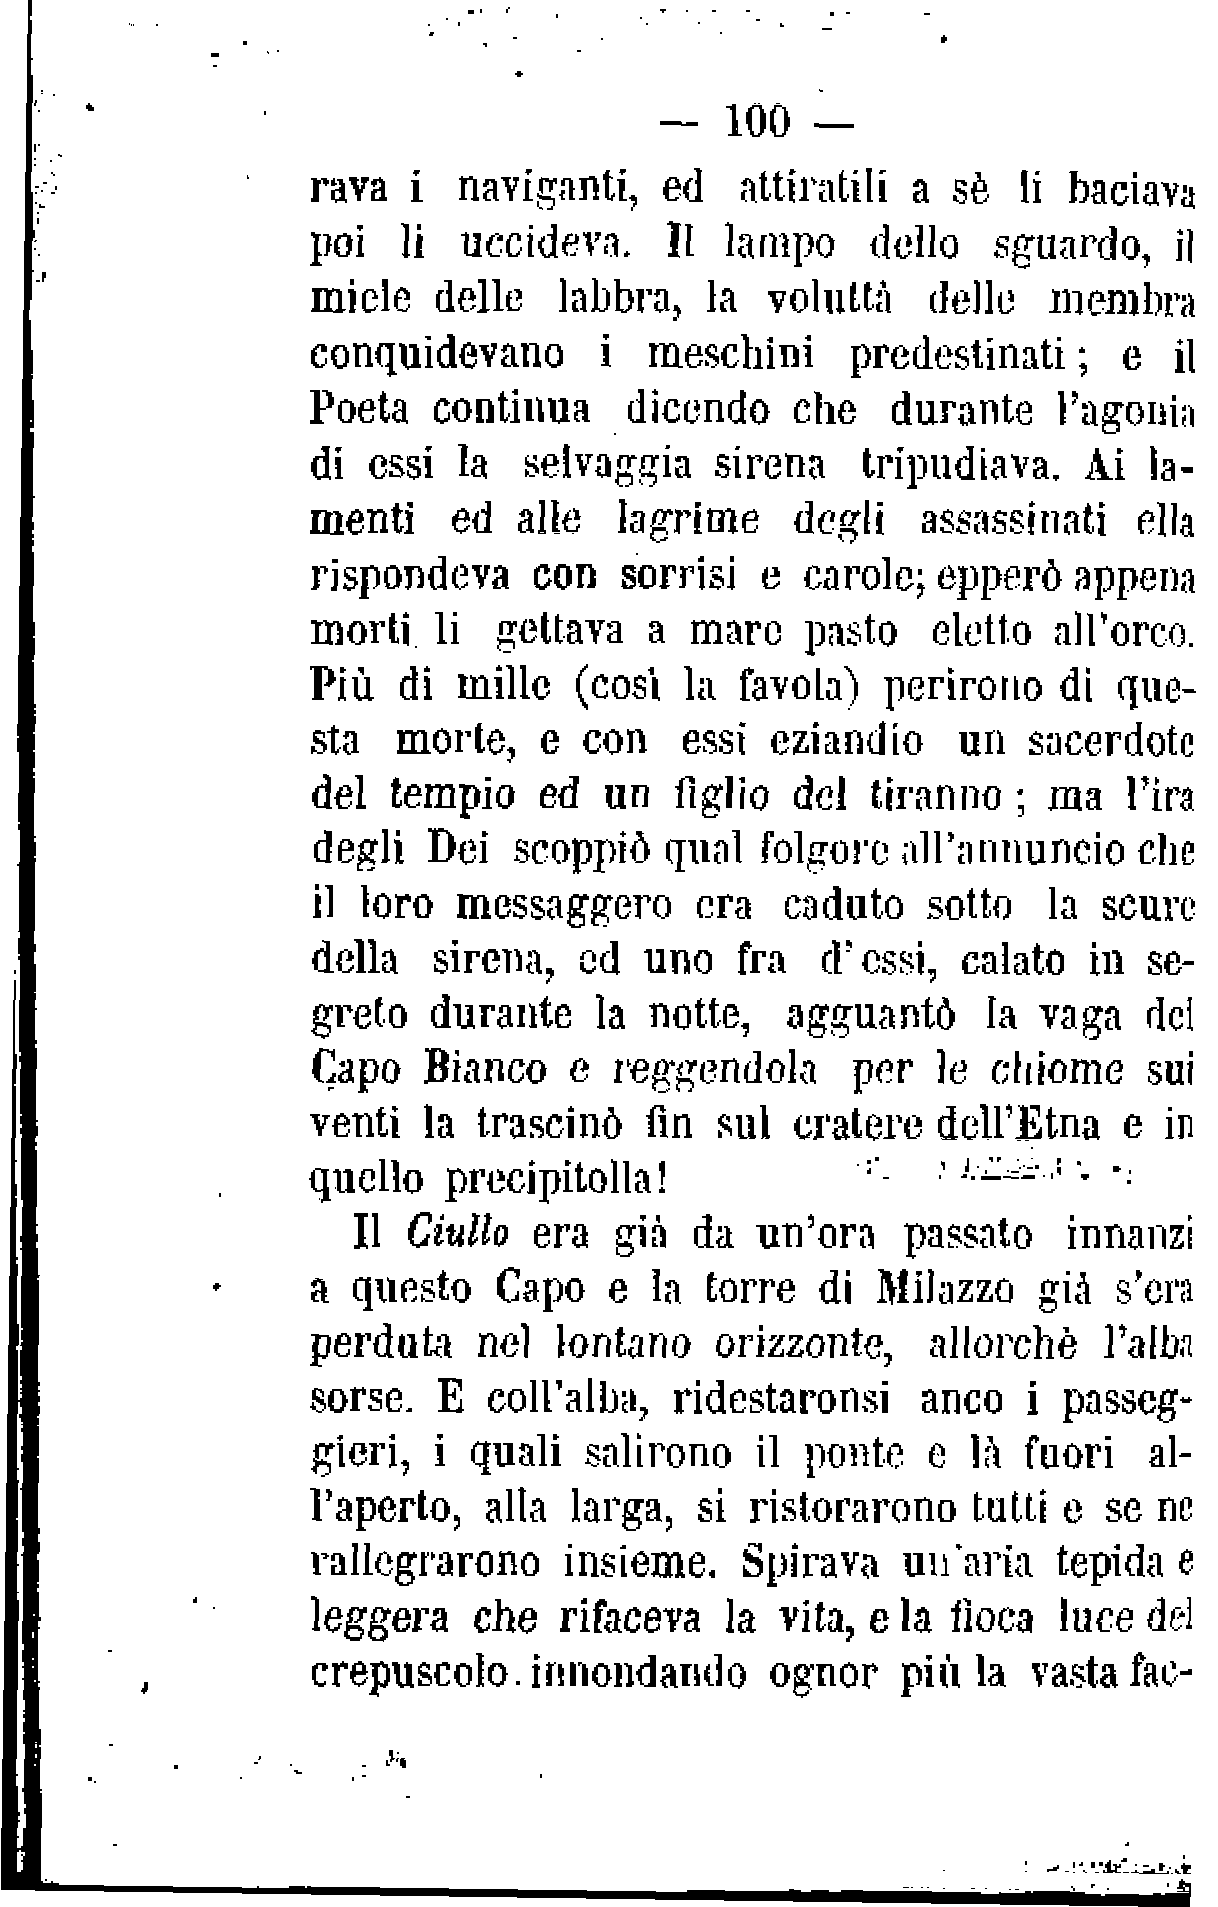 — 100 —
rava i naviganti, ed attiratili a sè li baciava
poi li uccideva. Il lampo dello sguardo, il
miele delle labbra, la voluttà delle membra
conquidevano i meschini predestinati ; e il
Poeta continua dicendo che durante l'agonia
di essi la selvaggia sirena tripudiava. Ai la-
menti ed alle lagrime degli assassinati ella
rispondeva con sorrisi e carole; epperò appena
morti li gettava a mare pasto eletto all'orco.
Più di mille (così la favola) perirono di que-
sta morte, e con essi eziandio un sacerdote
del tempio ed un figlio del tiranno ; ma l'ira
degli Dei scoppiò qual folgore all'annuncio che
il loro messaggero era caduto sotto la scure
della sirena, ed uno fra d'essi, calato in se-
greto durante la notte, agguantò la vaga del
Capo Bianco e reggendola per le chiome sui
venti la trascinò fin sul cratere dell'Etna e in
quello precipitolla!
Il Ciullo era già da un'ora passato innanzi
a questo Capo e la torre di Milazzo già s'era
perduta nel lontano orizzonte, allorchè l'alba
sorse. E coll'alba, ridestaronsi anco i passeg-
gieri, i quali salirono il ponte e là fuori al-
l'aperto, alla larga, si ristorarono tutti e se ne
rallegrarono insieme. Spirava un'aria tepida e
leggera che rifaceva la vita, e la fioca luce del
crepuscolo innondando ognor più la vasta fac-